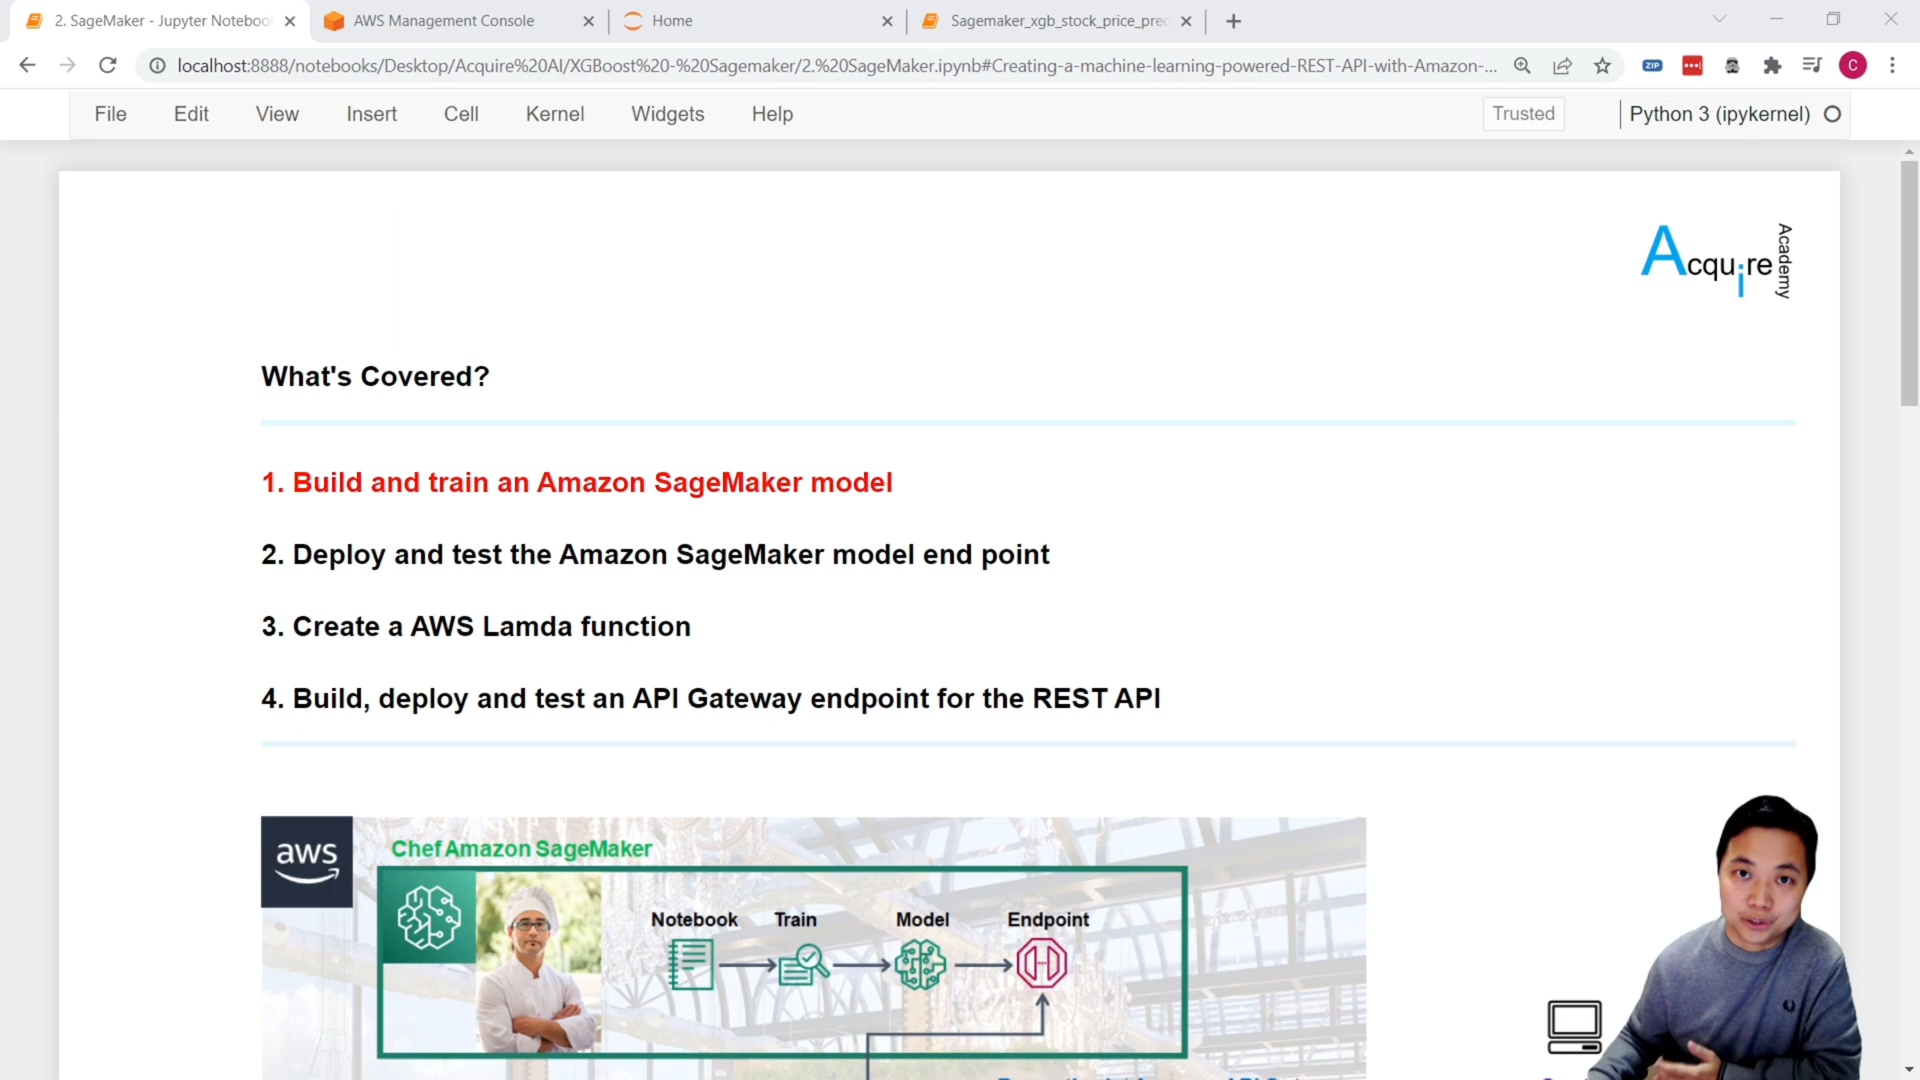 2. SageMaker - Jupyter Noteboo
AWS Management Console
Home
Sagemaker_xgb_stock_price_prec
localhost:8888/notebooks/Desktop/Acquire%20AI/XGBoost%20-%20Sagemaker/2.%20SageMaker.ipynb#Creating-a-machine-learning-powered-REST-API-with-Amazon-...
ZIP
C
File Edit View Insert Cell Kernel Widgets Help
Trusted
Python 3 (ipykernel)
Acquire
Academy
What's Covered?
1. Build and train an Amazon SageMaker model
2. Deploy and test the Amazon SageMaker model end point
3. Create a AWS Lamda function
4. Build, deploy and test an API Gateway endpoint for the REST API
aws
Chef Amazon SageMaker
Notebook Train Model Endpoint